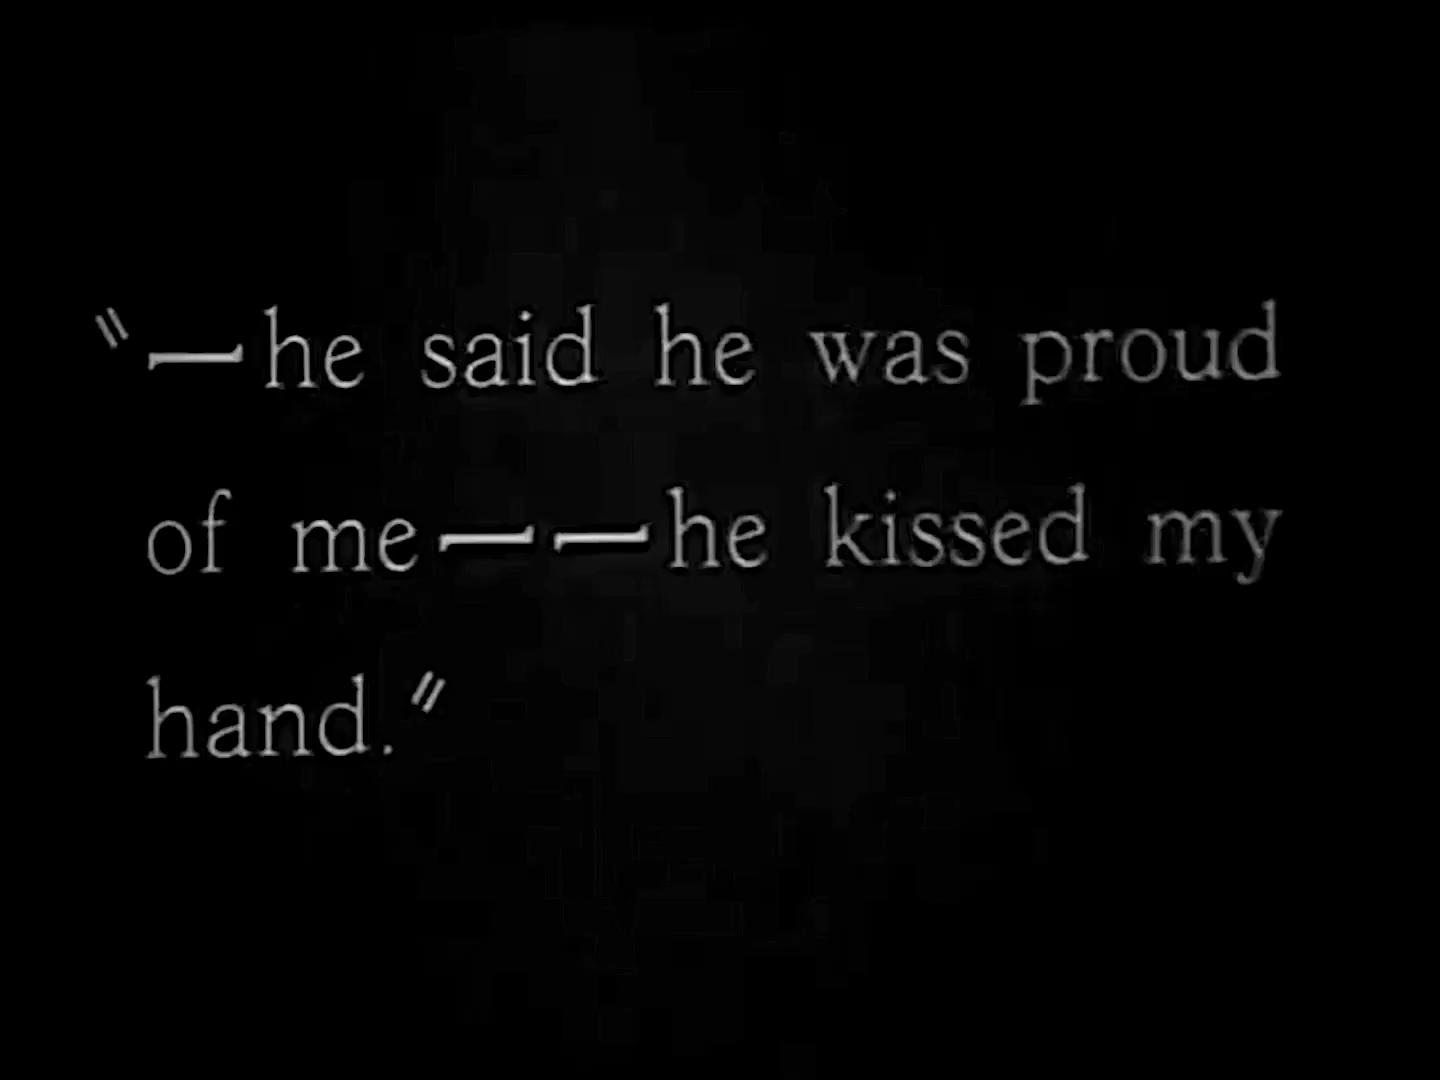 "—he said he was proud
of me——he kissed my
hand."